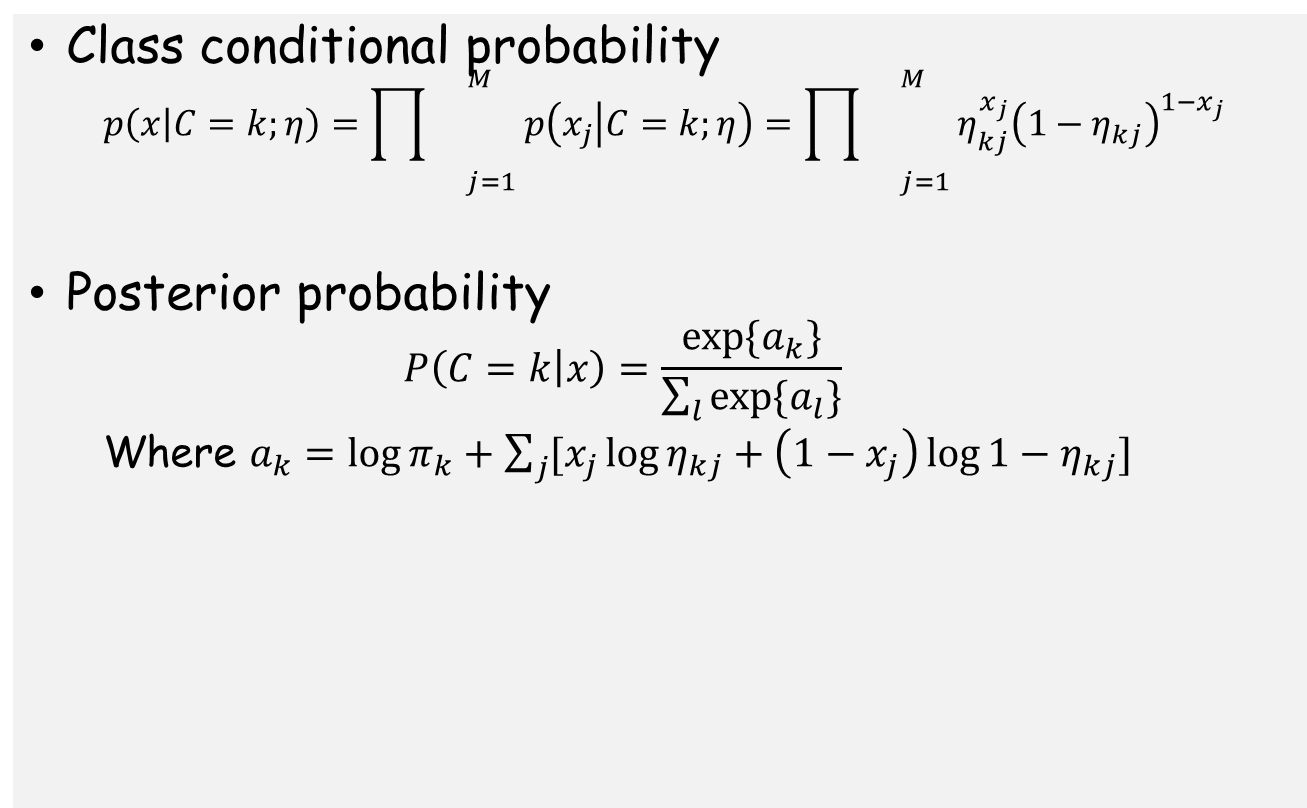 • Class conditional probability
p(x|C = k; η) = ∏_{j=1}^{M} p(x_j|C = k; η) = ∏_{j=1}^{M} η_{kj}^{x_j}(1 − η_{kj})^{1−x_j}
• Posterior probability
P(C = k|x) = exp{a_k} / ∑_l exp{a_l}
Where a_k = log π_k + ∑_j[x_j log η_{kj} + (1 − x_j) log 1 − η_{kj}]